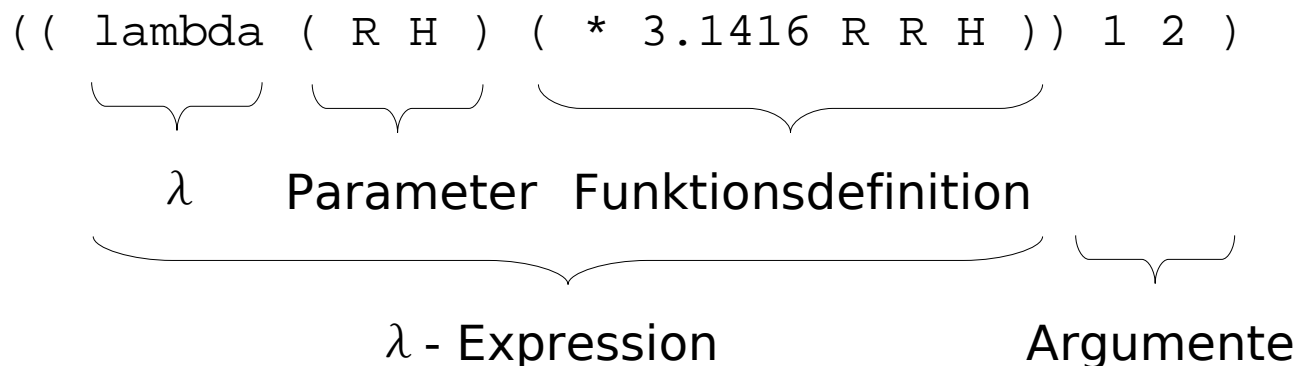 (( lambda ( R H ) ( * 3.1416 R R H )) 1 2 )
λ Parameter Funktionsdefinition
λ - Expression Argumente